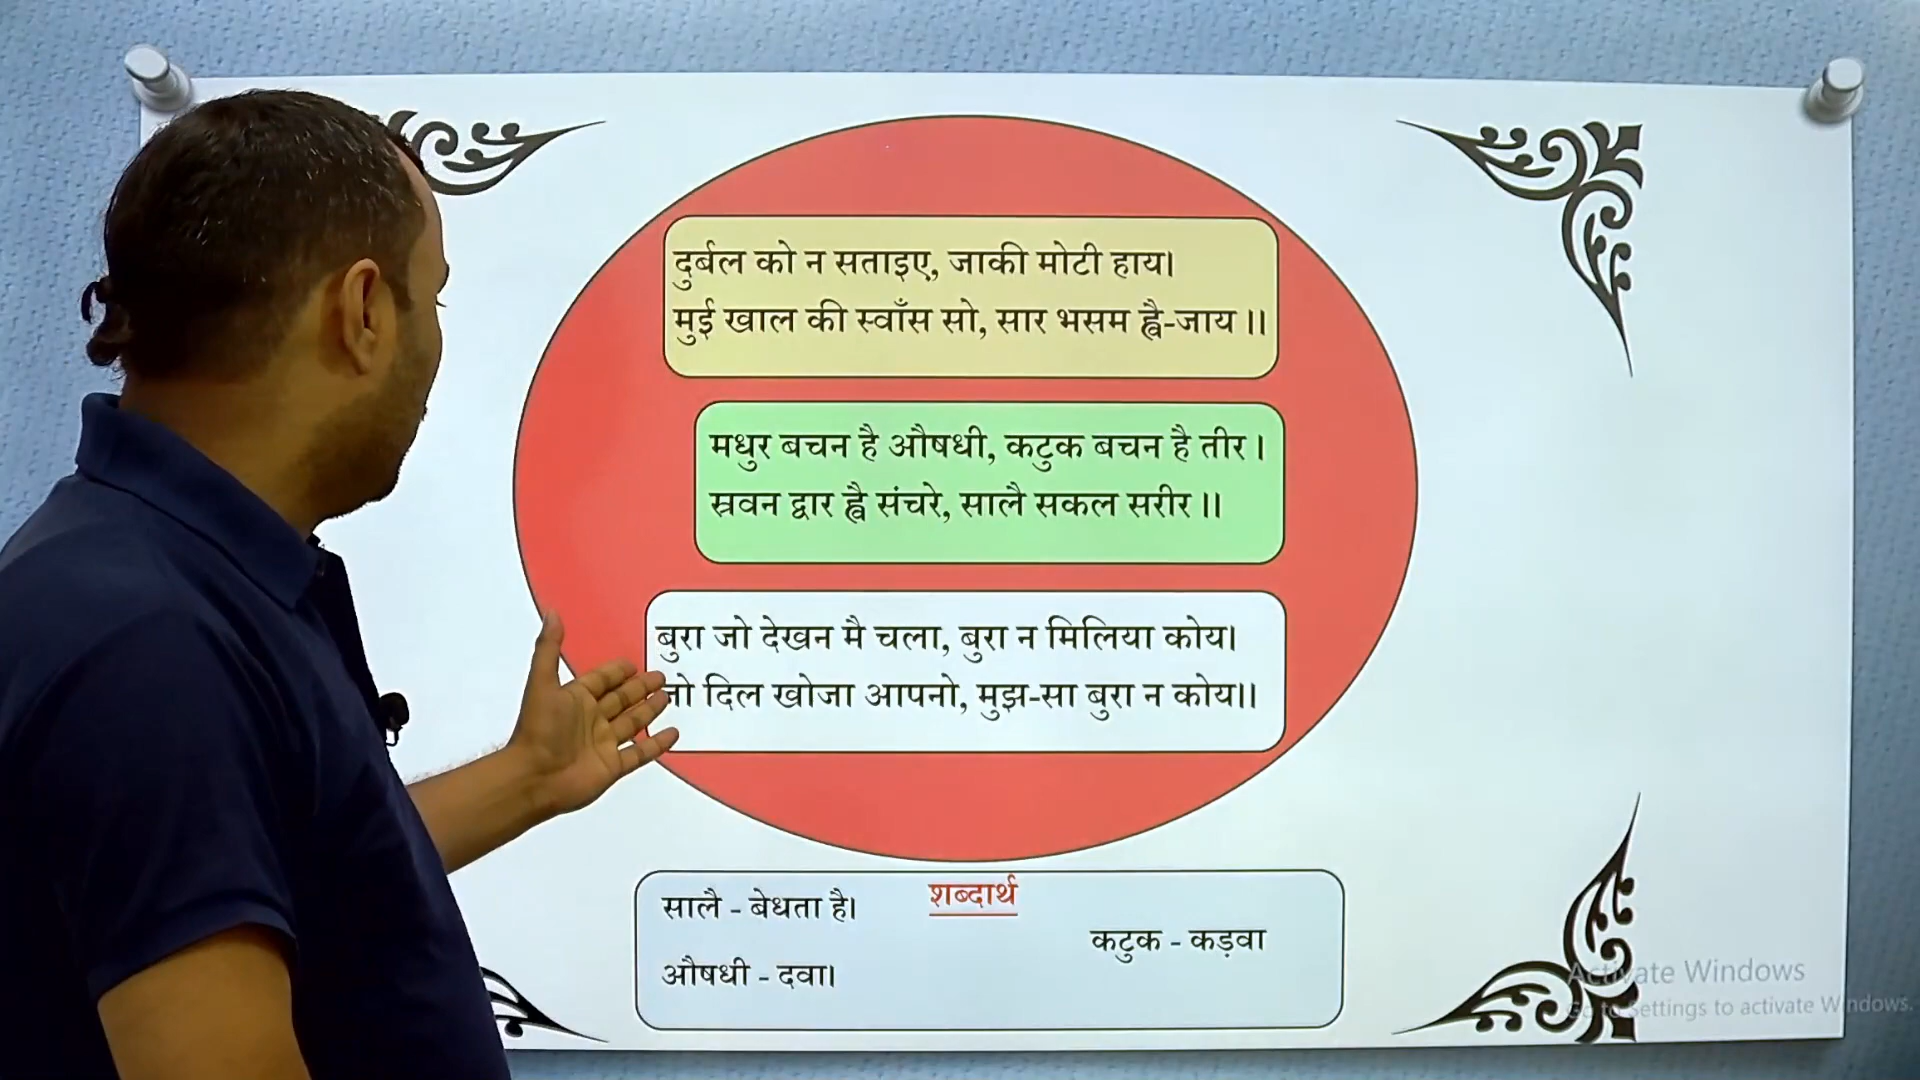 दुर्बल को न सताइए, जाकी मोटी हाय।
मुई खाल की स्वाँस सो, सार भसम ह्वै-जाय ।।
मधुर बचन है औषधी, कटुक बचन है तीर ।
स्रवन द्वार ह्वै संचरे, सालै सकल सरीर ।।
बुरा जो देखन मै चला, बुरा न मिलिया कोय।
जो दिल खोजा आपनो, मुझ-सा बुरा न कोय।।
शब्दार्थ
सालै - बेधता है।
कटुक - कड़वा
औषधी - दवा।
Activate Windows
Go to Settings to activate Windows.